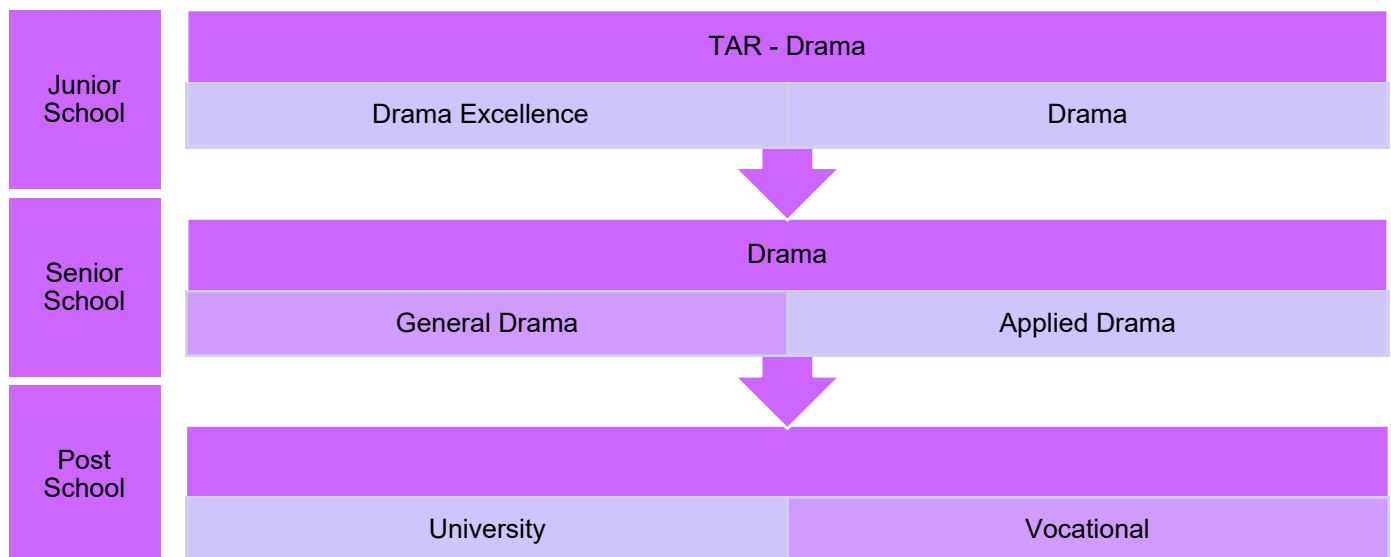 Junior
School
TAR - Drama
Drama Excellence
Drama
Senior
School
Drama
General Drama
Applied Drama
Post
School
University
Vocational